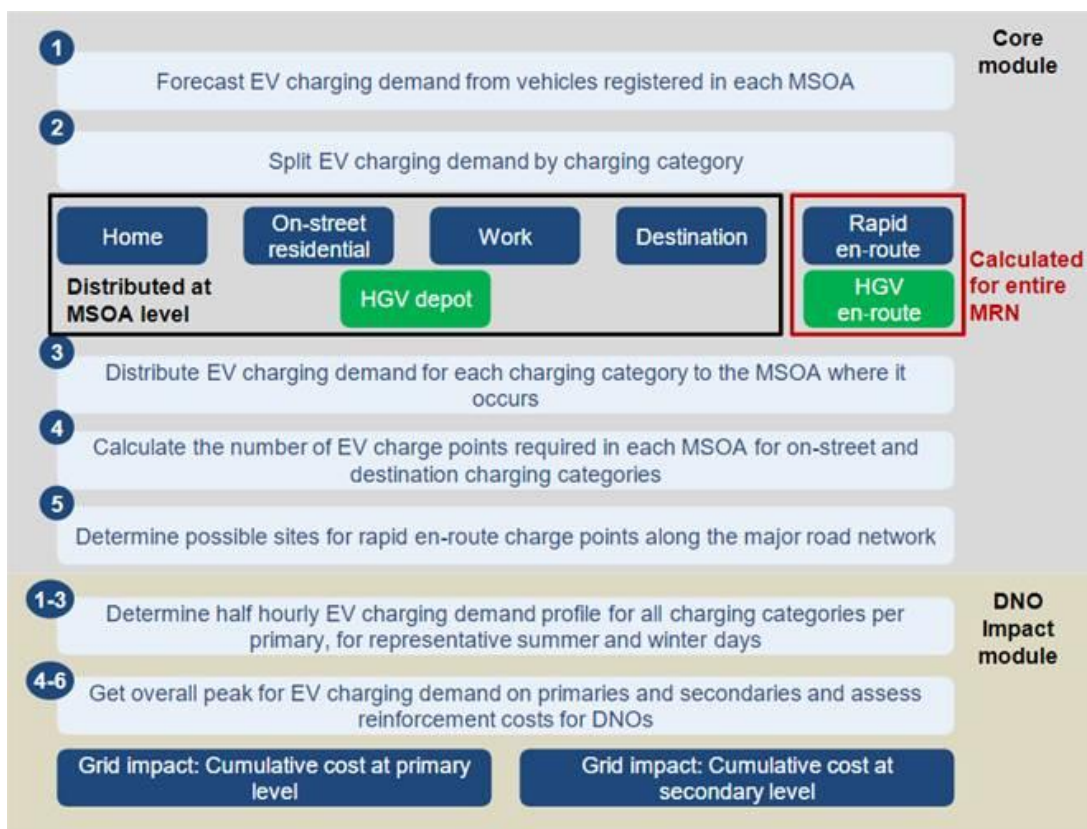 Core
module
1
Forecast EV charging demand from vehicles registered in each MSOA
2
Split EV charging demand by charging category
Home
On-street
residential
Work
Destination
Rapid
en-route
Distributed at
MSOA level
HGV depot
HGV
en-route
Calculated
for entire
MRN
3
Distribute EV charging demand for each charging category to the MSOA where it
occurs
4
Calculate the number of EV charge points required in each MSOA for on-street and
destination charging categories
5
Determine possible sites for rapid en-route charge points along the major road network
DNO
Impact
module
1-3
Determine half hourly EV charging demand profile for all charging categories per
primary, for representative summer and winter days
4-6
Get overall peak for EV charging demand on primaries and secondaries and assess
reinforcement costs for DNOs
Grid impact: Cumulative cost at primary
level
Grid impact: Cumulative cost at
secondary level